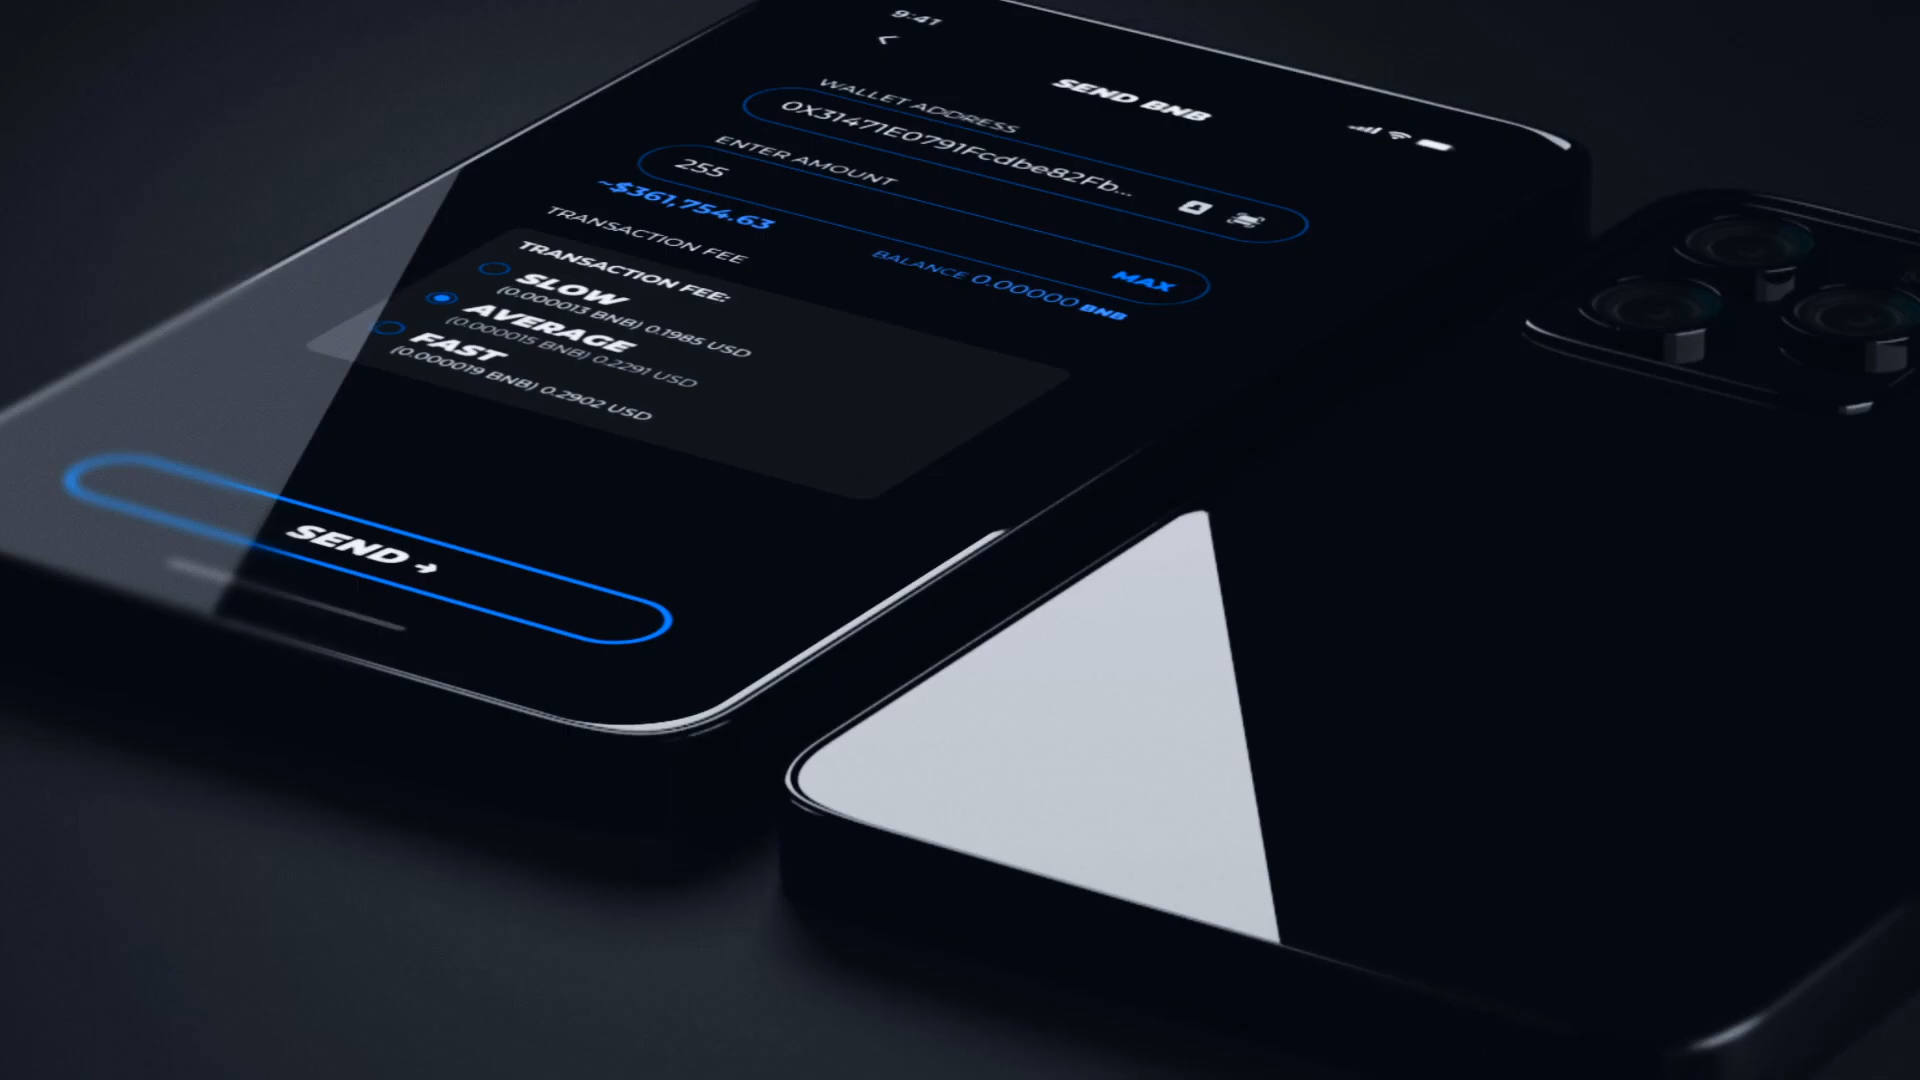 9:41
SEND BNB
WALLET ADDRESS
0X31471E0791Fcdbe82Fb...
ENTER AMOUNT
255
MAX
~$361,754.63
BALANCE 0.00000 BNB
TRANSACTION FEE
TRANSACTION FEE:
SLOW
(0.000013 BNB) 0.1985 USD
AVERAGE
(0.000015 BNB) 0.2291 USD
FAST
(0.000019 BNB) 0.2902 USD
SEND →